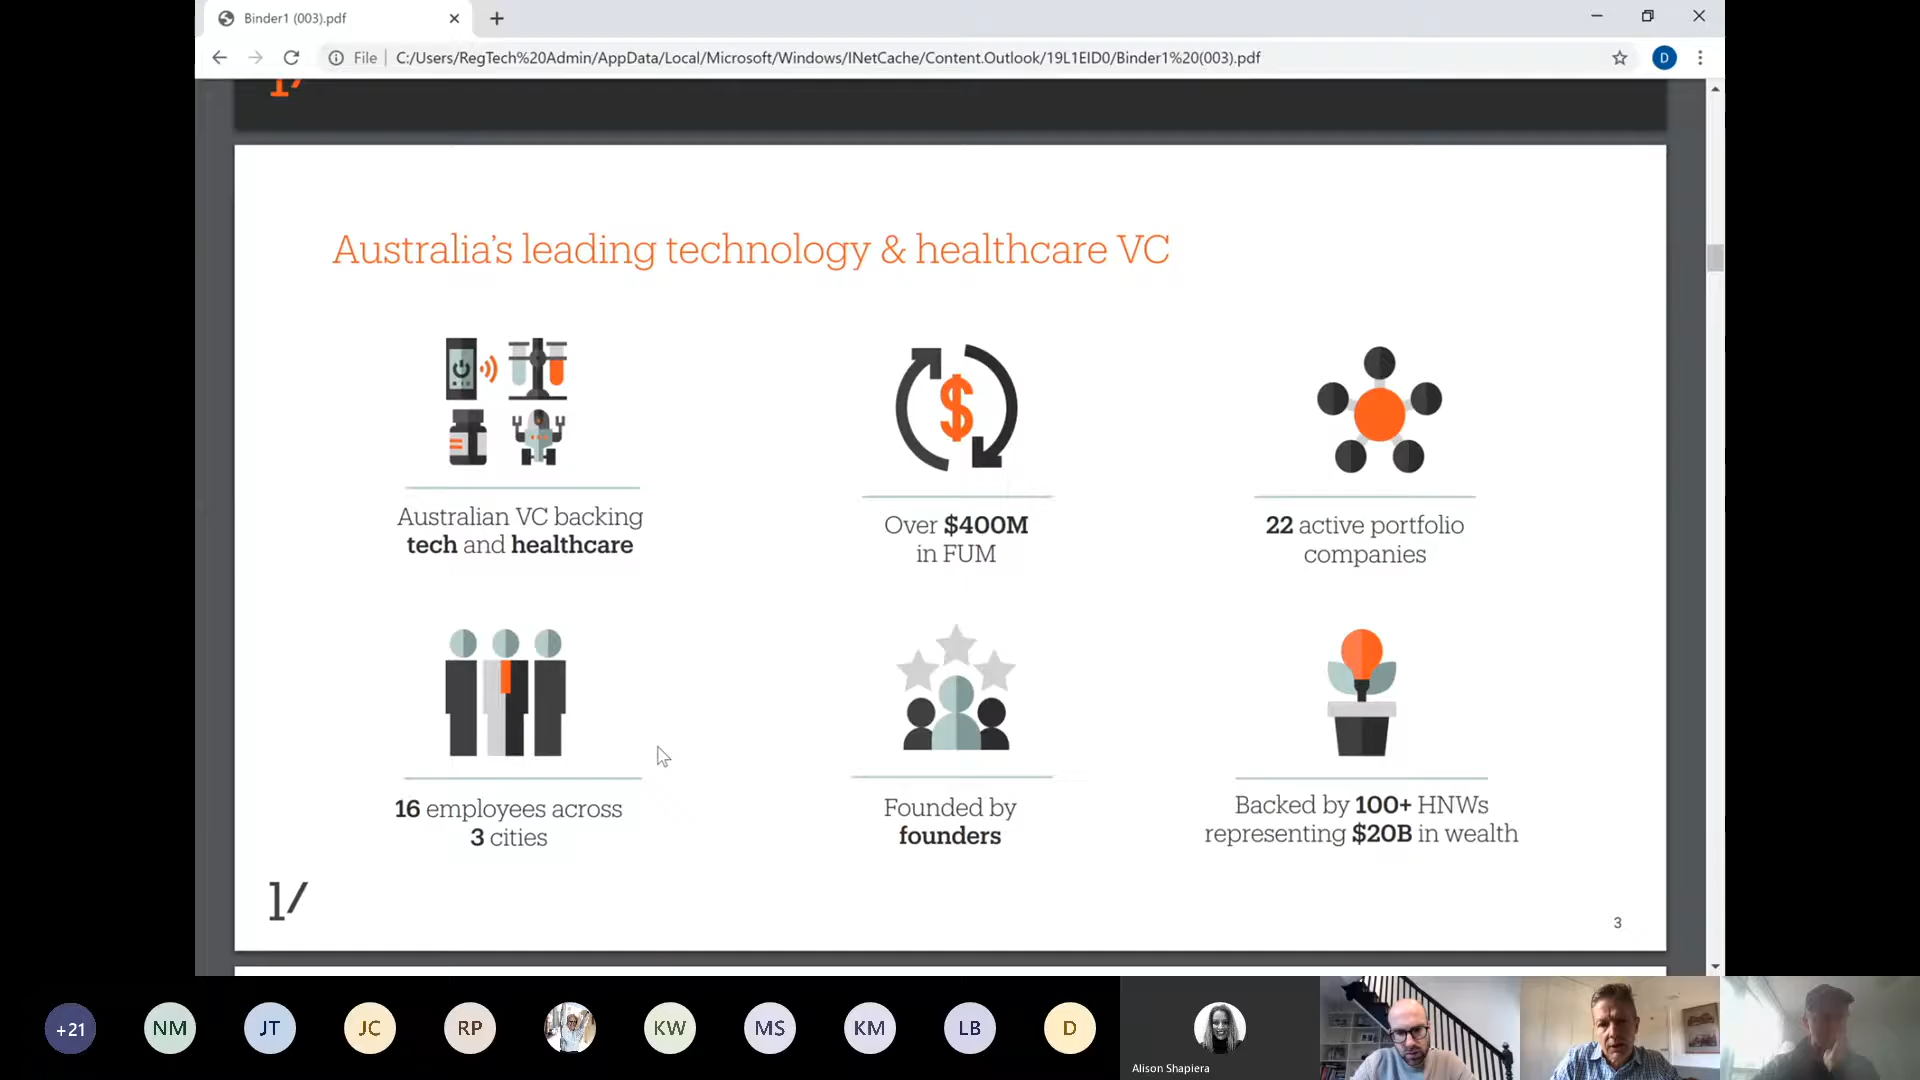 Binder1 (003).pdf
File
C:/Users/RegTech%20Admin/AppData/Local/Microsoft/Windows/INetCache/Content.Outlook/19L1EID0/Binder1%20(003).pdf
D
1/
Australia's leading technology & healthcare VC
Australian VC backing
tech and healthcare
Over $400M
in FUM
22 active portfolio
companies
16 employees across
3 cities
Founded by
founders
Backed by 100+ HNWs
representing $20B in wealth
1/
3
+21
NM
JT
JC
RP
KW
MS
KM
LB
D
Alison Shapiera